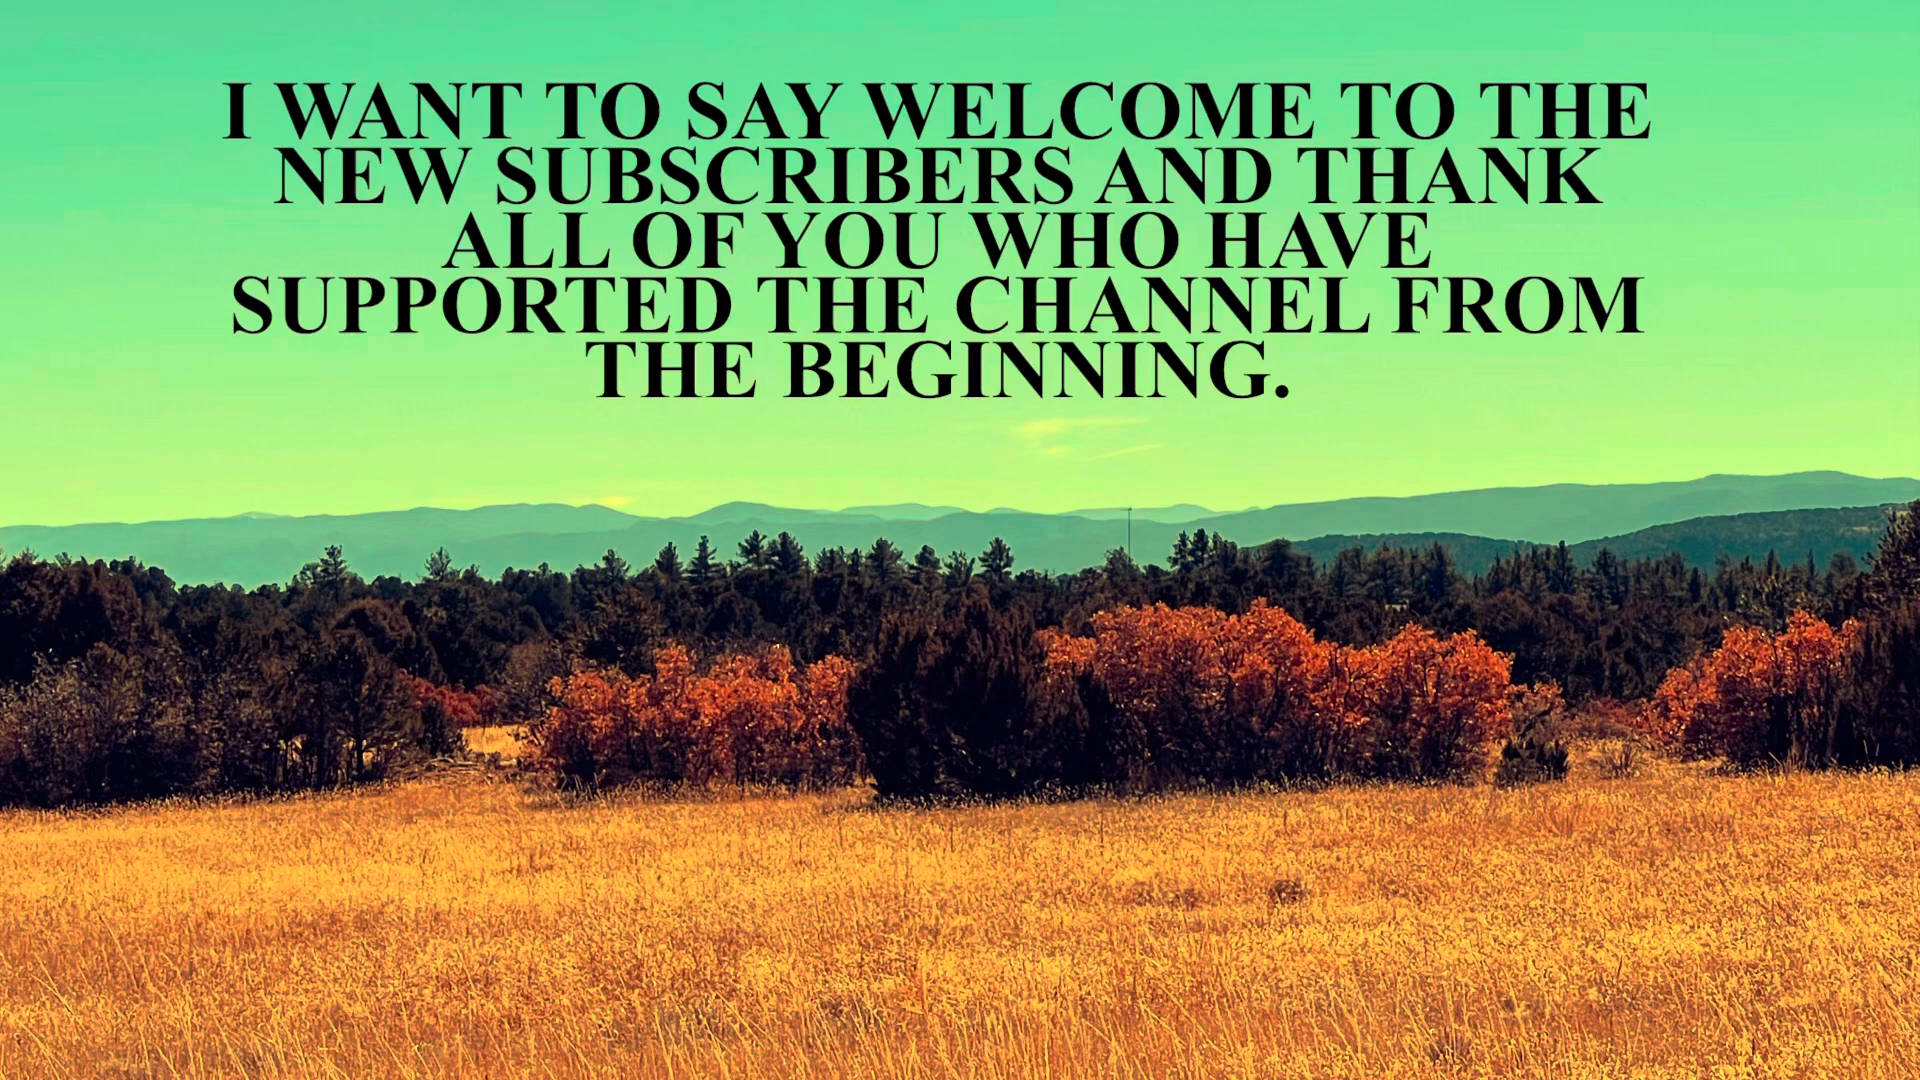 I WANT TO SAY WELCOME TO THE
NEW SUBSCRIBERS AND THANK
ALL OF YOU WHO HAVE
SUPPORTED THE CHANNEL FROM
THE BEGINNING.